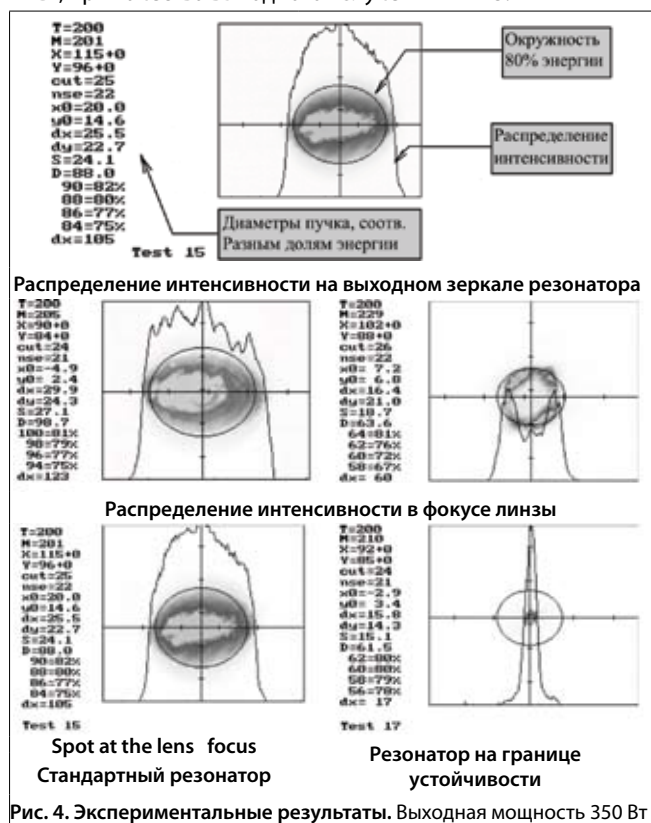 T=200
M=201
X=115+0
Y=96+0
cut=25
nse=22
x0=20.0
y0=14.6
dx=25.5
dy=22.7
S=24.1
D=88.0
90=82%
88=80%
86=77%
84=75%
dx=105
Test 15
Окружность
80% энергии
Распределение
интенсивности
Диаметры пучка, соотв.
Разным долям энергии
Распределение интенсивности на выходном зеркале резонатора
T=200
M=205
X=90+0
Y=84+0
cut=24
nse=21
x0=-4.9
y0= 2.4
dx=29.9
dy=24.3
S=27.1
D=98.7
100=81%
98=79%
96=77%
94=75%
dx=123
T=200
M=229
X=102+0
Y=88+0
cut=26
nse=22
x0= 7.2
y0= 6.8
dx=16.4
dy=21.0
S=18.7
D=63.6
64=81%
62=76%
60=72%
58=67%
dx= 60
Распределение интенсивности в фокусе линзы
T=200
M=201
X=115+0
Y=96+0
cut=25
nse=22
x0=20.0
y0=14.6
dx=25.5
dy=22.7
S=24.1
D=88.0
90=82%
88=80%
86=77%
84=75%
dx=105
Test 15
T=200
M=210
X=92+0
Y=85+0
cut=24
nse=21
x0=-2.9
y0= 3.4
dx=15.8
dy=14.3
S=15.1
D=61.5
62=80%
60=80%
58=79%
56=78%
dx= 17
Test 17
Spot at the lens focus
Стандартный резонатор
Резонатор на границе
устойчивости
Рис. 4. Экспериментальные результаты. Выходная мощность 350 Вт